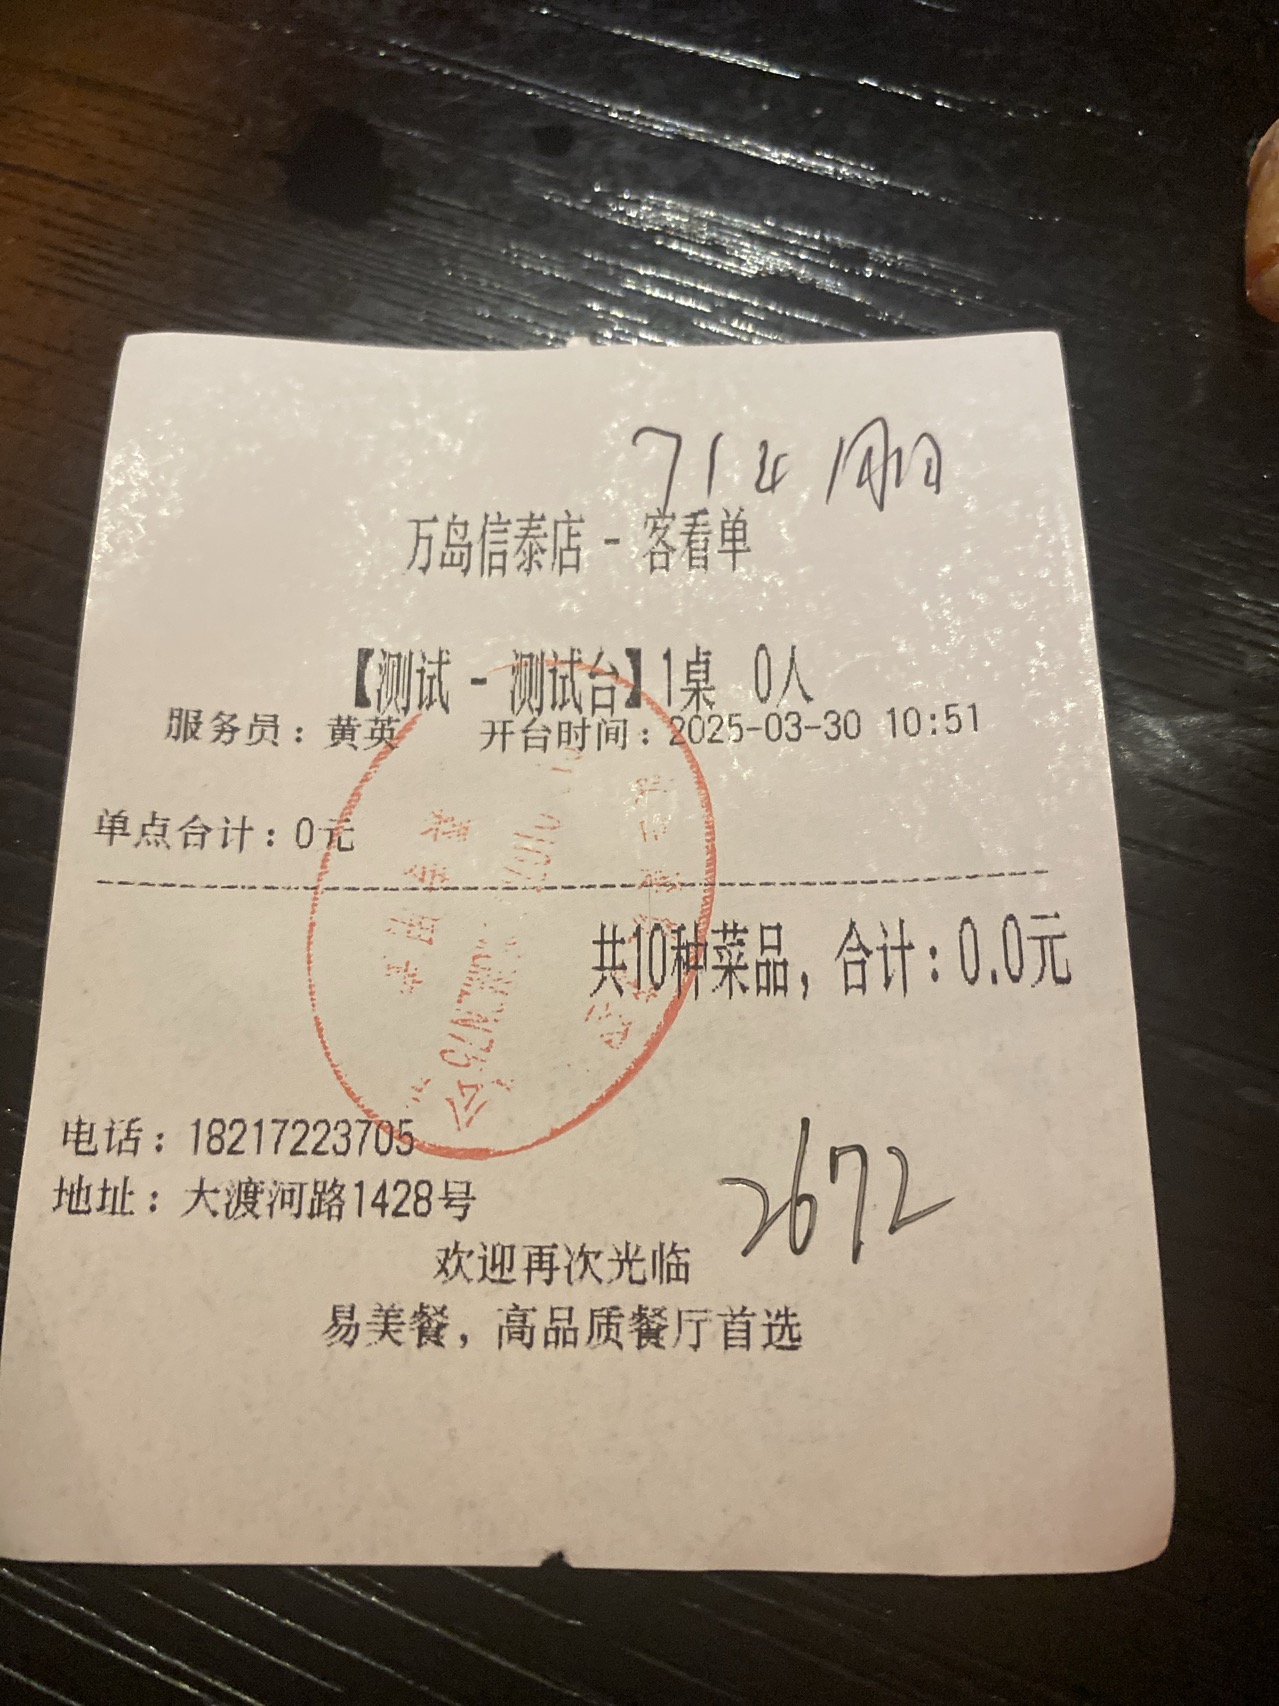 714
万岛信泰店 - 客看单
【测试 - 测试台】1桌 0人
服务员：黄英 开台时间：2025-03-30 10:51
单点合计：0元
共10种菜品，合计：0.0元
电话：18217223705
地址：大渡河路1428号
2672
欢迎再次光临
易美餐，高品质餐厅首选